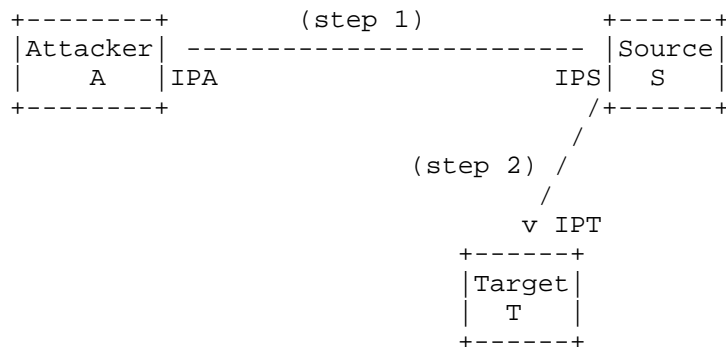 +--------+ (step 1) +------+
|Attacker| ------------------------- |Source|
| A |IPA IPS| S |
+--------+ /+------+
/
(step 2) /
/
v IPT
+------+
|Target|
| T |
+------+